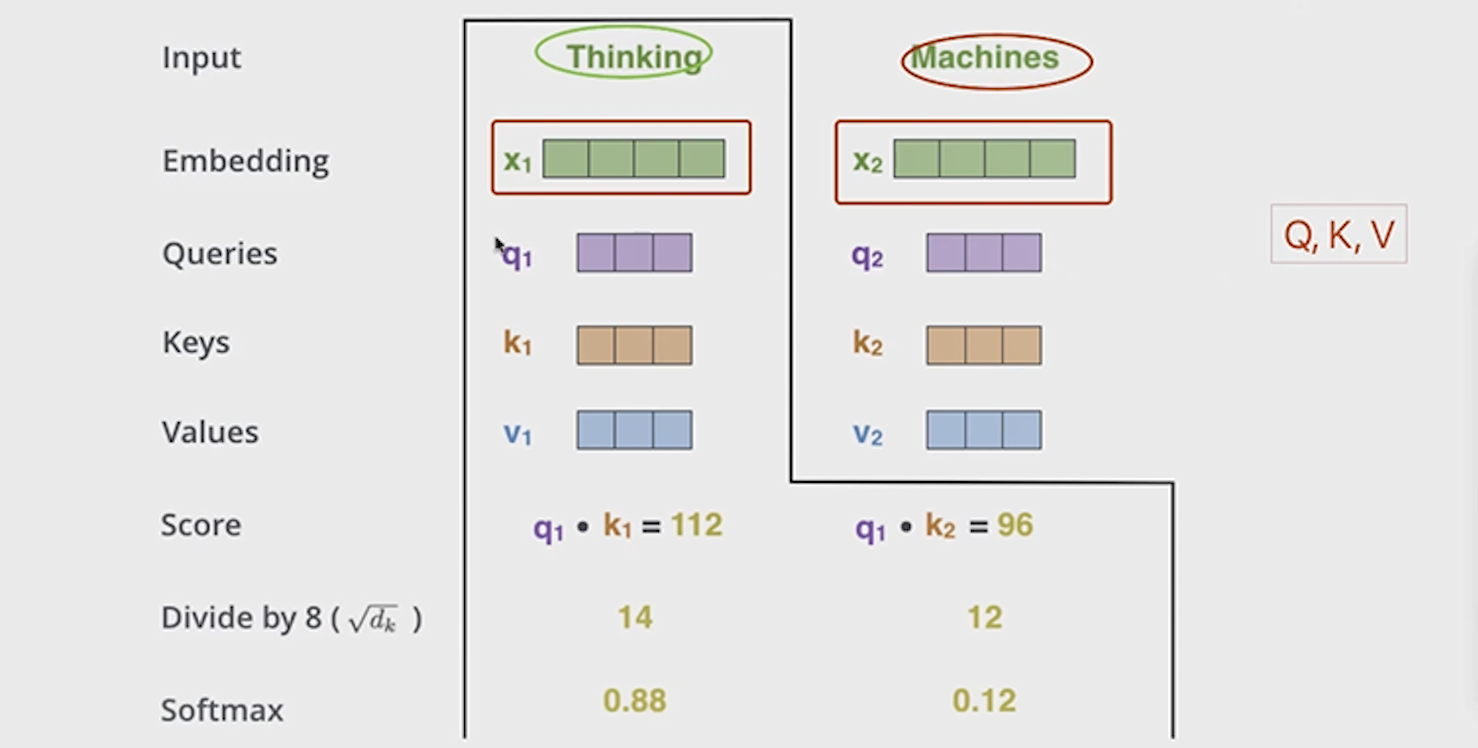 Input Thinking Machines
Embedding x1 x2
Q, K, V
Queries q1 q2
Keys k1 k2
Values v1 v2
Score q1 • k1 = 112 q1 • k2 = 96
Divide by 8 ( √dk ) 14 12
Softmax 0.88 0.12